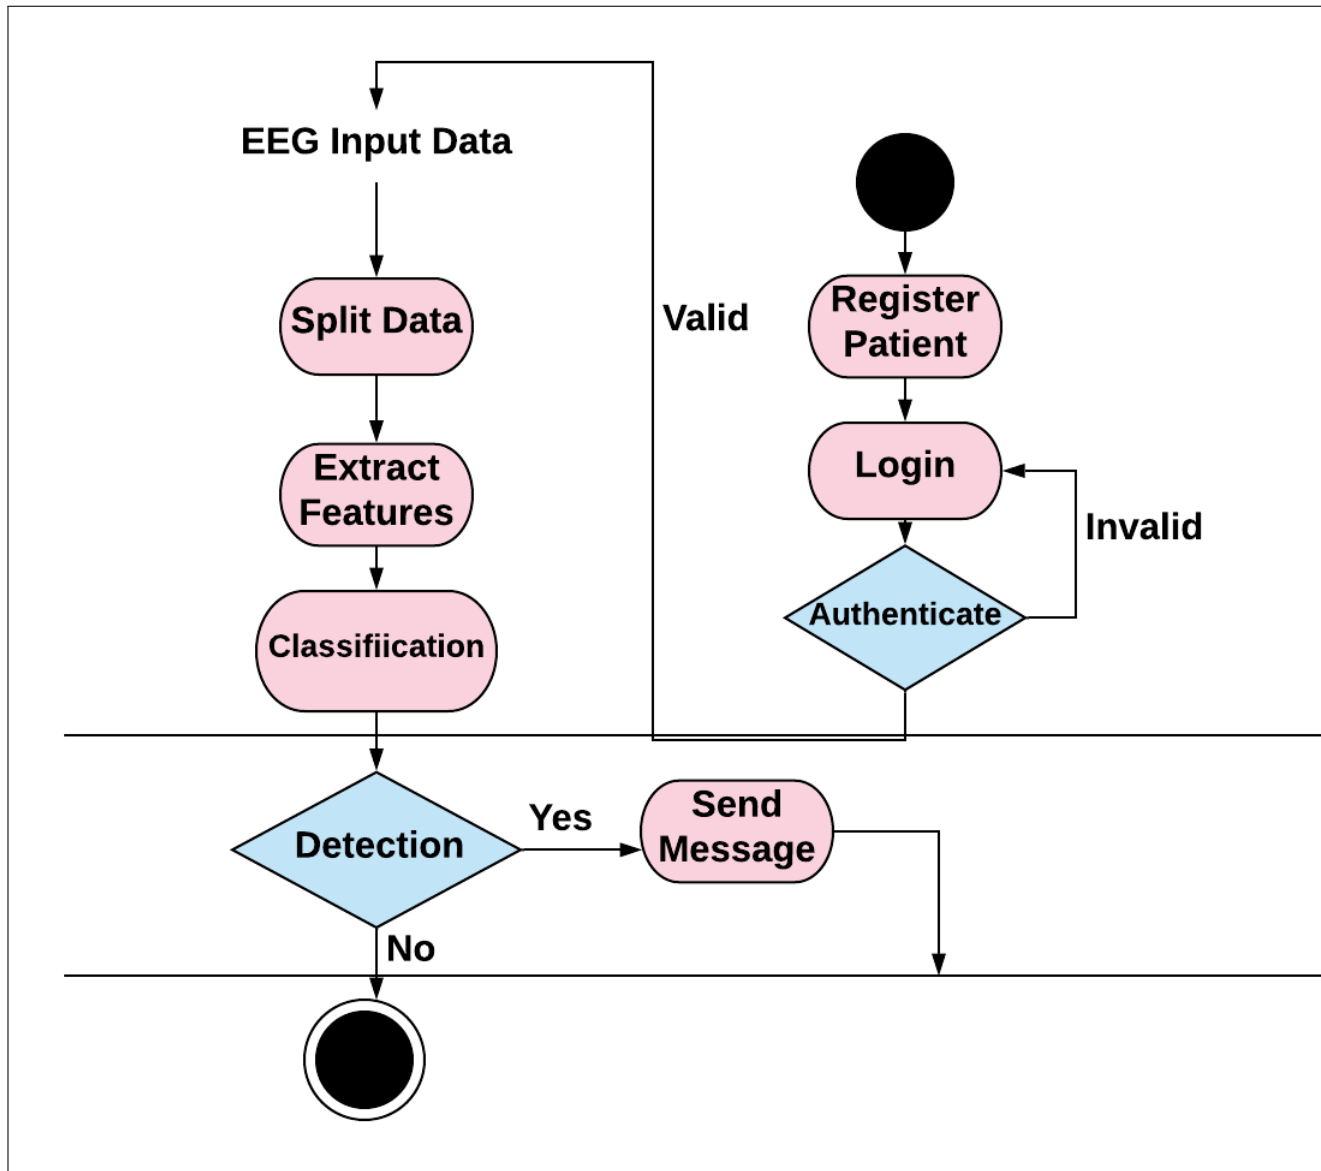 EEG Input Data
Split Data
Extract
Features
Classifiication
Detection
Yes
No
Send
Message
Valid
Register
Patient
Login
Invalid
Authenticate